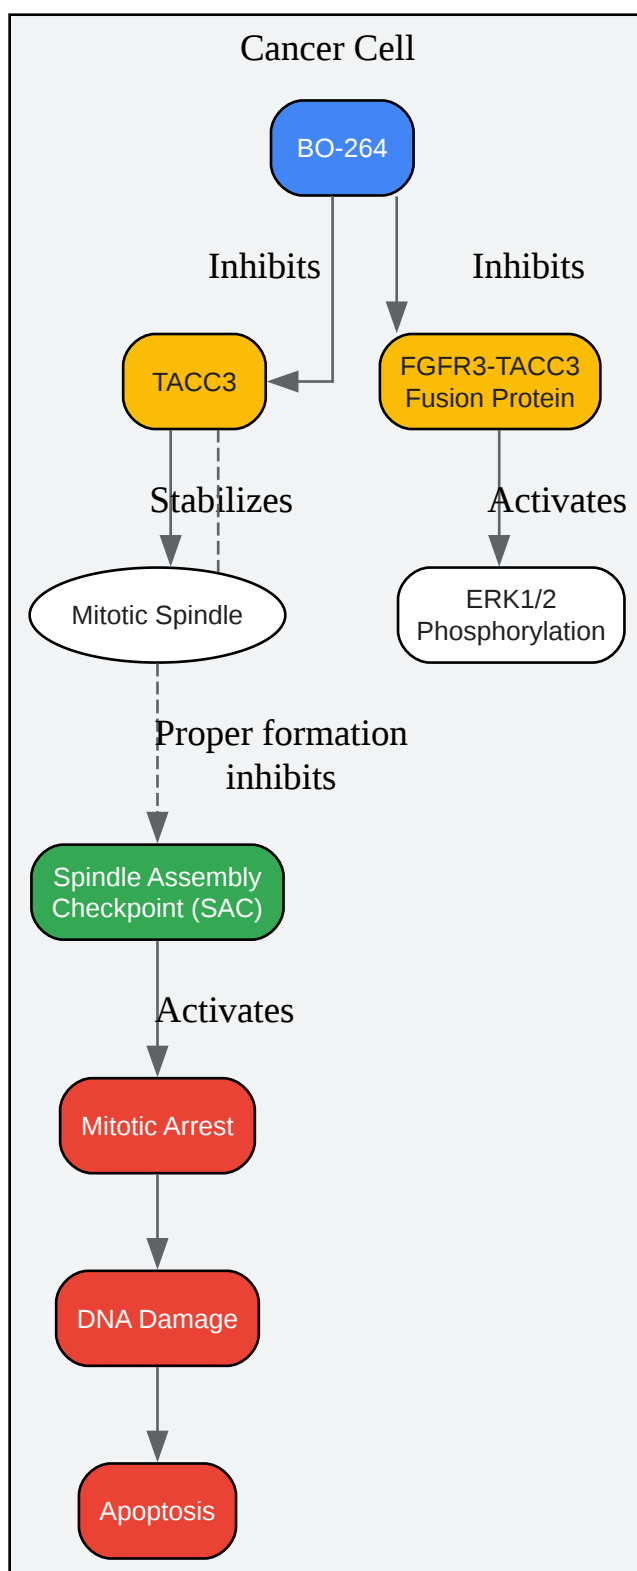 Cancer Cell
BO-264
Inhibits
Inhibits
TACC3
FGFR3-TACC3
Fusion Protein
Stabilizes
Activates
Mitotic Spindle
ERK1/2
Phosphorylation
Proper formation
inhibits
Spindle Assembly
Checkpoint (SAC)
Activates
Mitotic Arrest
DNA Damage
Apoptosis